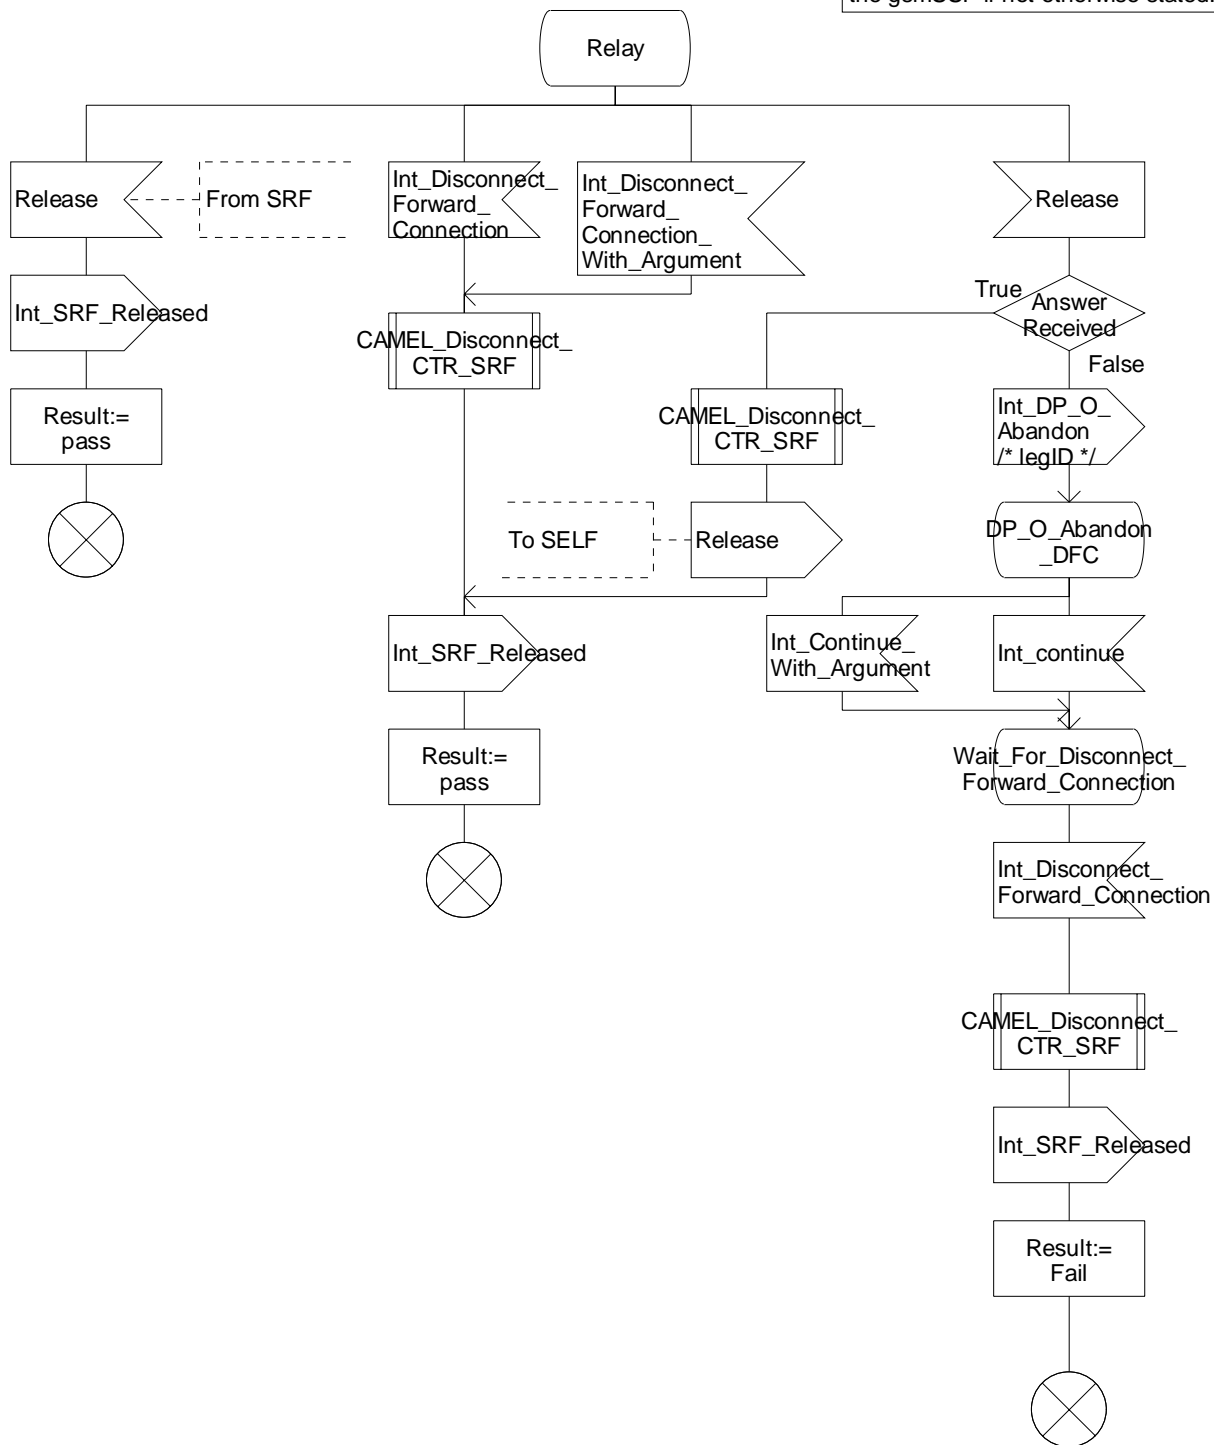 the gsmSSF if not otherwise stated.
Relay
Release
From SRF
Int_Disconnect_
Forward_
Connection
Int_Disconnect_
Forward_
Connection_
With_Argument
Release
Int_SRF_Released
CAMEL_Disconnect_
CTR_SRF
True
Answer
Received
False
Result:=
pass
CAMEL_Disconnect_
CTR_SRF
Int_DP_O_
Abandon
/* legID */
To SELF
Release
DP_O_Abandon
_DFC
Int_SRF_Released
Int_Continue_
With_Argument
Int_continue
Result:=
pass
Wait_For_Disconnect_
Forward_Connection
Int_Disconnect_
Forward_Connection
CAMEL_Disconnect_
CTR_SRF
Int_SRF_Released
Result:=
Fail